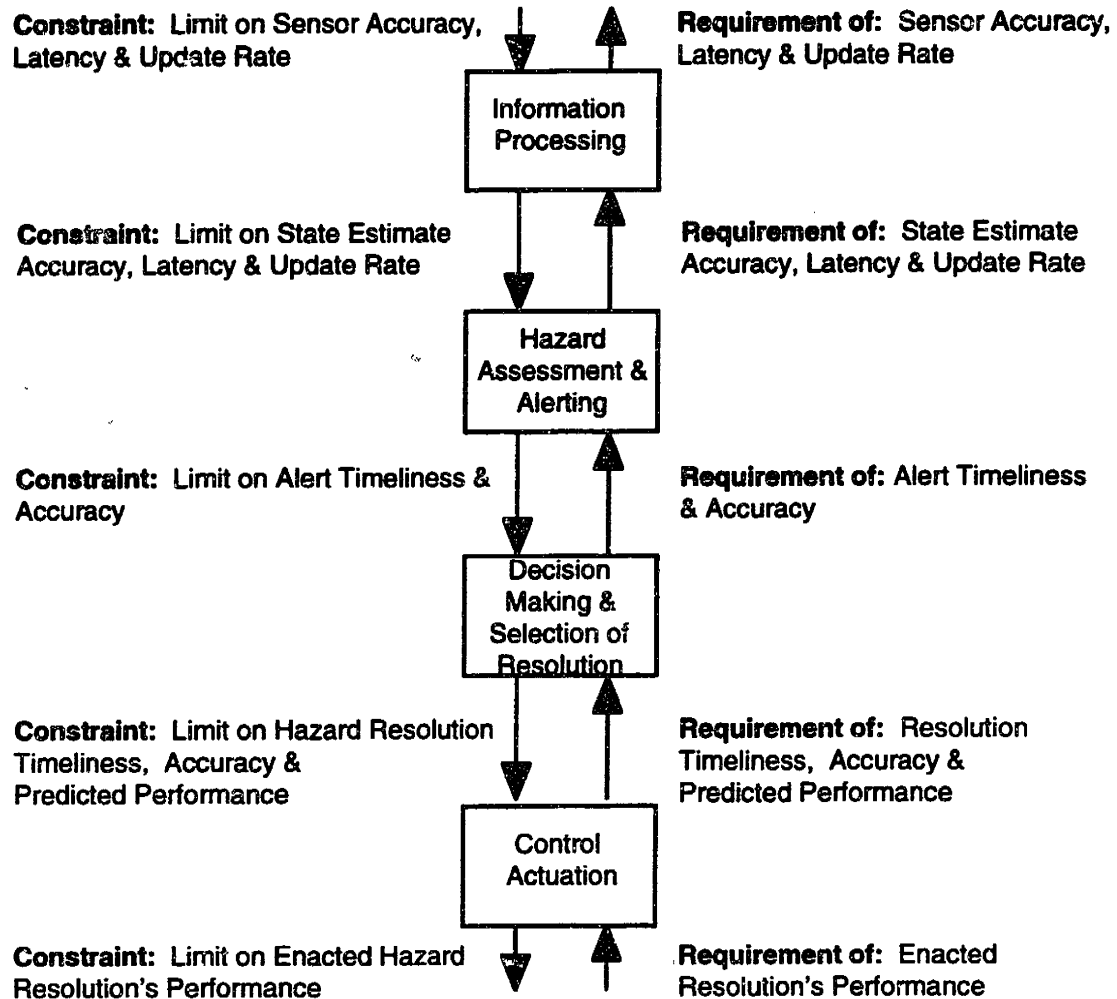 Constraint: Limit on Sensor Accuracy,
Latency & Update Rate
Requirement of: Sensor Accuracy,
Latency & Update Rate
Information
Processing
Constraint: Limit on State Estimate
Accuracy, Latency & Update Rate
Requirement of: State Estimate
Accuracy, Latency & Update Rate
Hazard
Assessment &
Alerting
Constraint: Limit on Alert Timeliness &
Accuracy
Requirement of: Alert Timeliness
& Accuracy
Decision
Making &
Selection of
Resolution
Constraint: Limit on Hazard Resolution
Timeliness, Accuracy &
Predicted Performance
Requirement of: Resolution
Timeliness, Accuracy &
Predicted Performance
Control
Actuation
Constraint: Limit on Enacted Hazard
Resolution's Performance
Requirement of: Enacted
Resolution's Performance